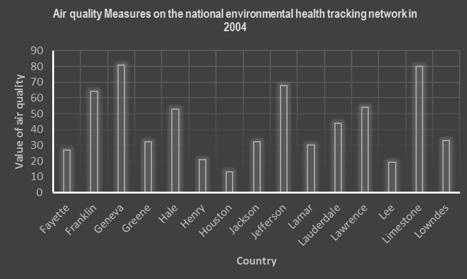 Air quality Measures on the national environmental health tracking network in
2004
Value of air quality
90
80
70
60
50
40
30
20
10
0
Fayette
Franklin
Geneva
Greene
Hale
Henry
Houston
Jackson
Jefferson
Lamar
Lauderdale
Lawrence
Lee
Limestone
Lowndes
Country